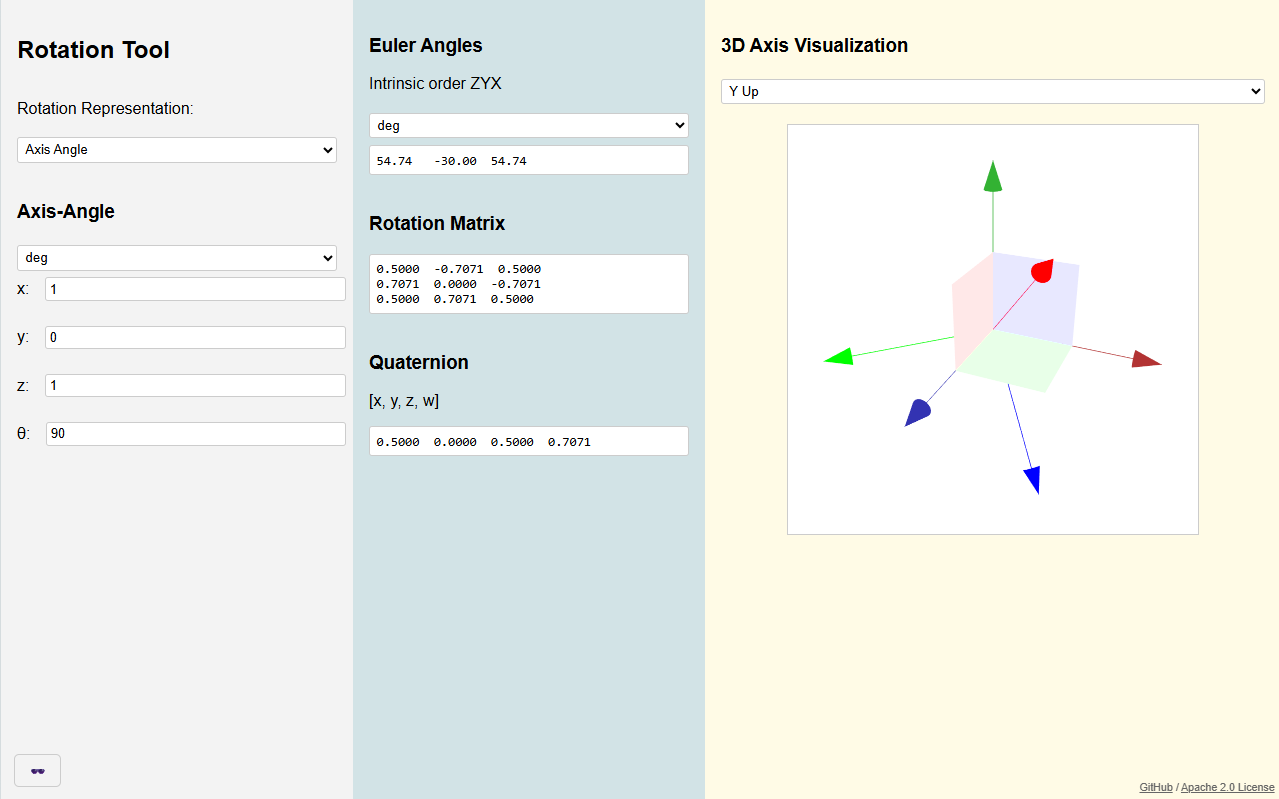 Rotation Tool
Rotation Representation:
Axis Angle
Axis-Angle
deg
x: 1
y: 0
z: 1
θ: 90
Euler Angles
Intrinsic order ZYX
deg
54.74 -30.00 54.74
Rotation Matrix
0.5000 -0.7071 0.5000
0.7071 0.0000 -0.7071
0.5000 0.7071 0.5000
Quaternion
[x, y, z, w]
0.5000 0.0000 0.5000 0.7071
3D Axis Visualization
Y Up
GitHub / Apache 2.0 License